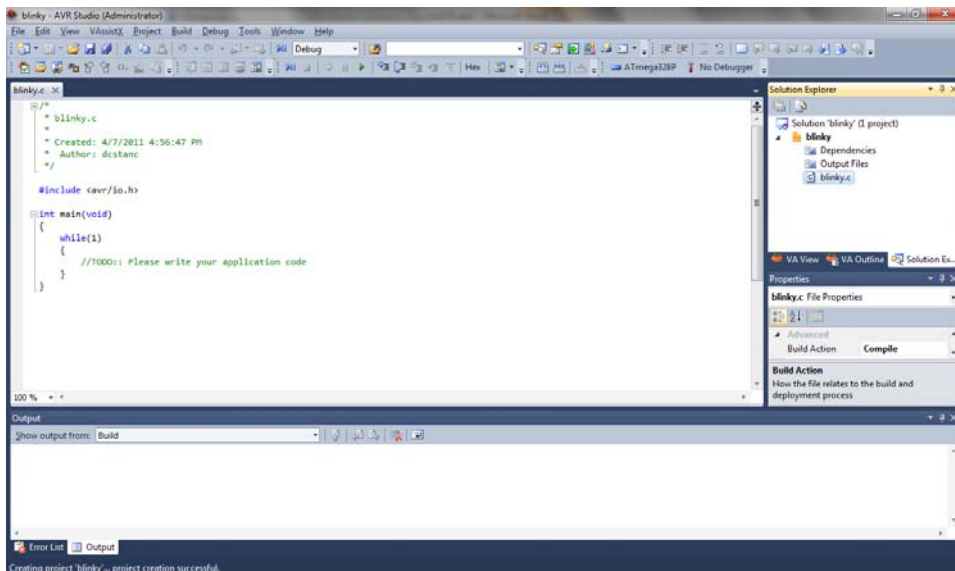 blinky - AVR Studio (Administrator)
File Edit View VAssistX Project Build Debug Tools Window Help
Debug
Hex ATmega328P No Debugger
blinky.c
/*
* blinky.c
*
* Created: 4/7/2011 4:56:47 PM
* Author: dcstanc
*/
#include <avr/io.h>
int main(void)
{
while(1)
{
//TODO:: Please write your application code
}
}
100 %
Solution Explorer
Solution 'blinky' (1 project)
blinky
Dependencies
Output Files
blinky.c
VA View VA Outline Solution Ex...
Properties
blinky.c File Properties
Advanced
Build Action Compile
Build Action
How the file relates to the build and
deployment process
Output
Show output from: Build
Error List Output
Creating project 'blinky'... project creation successful.